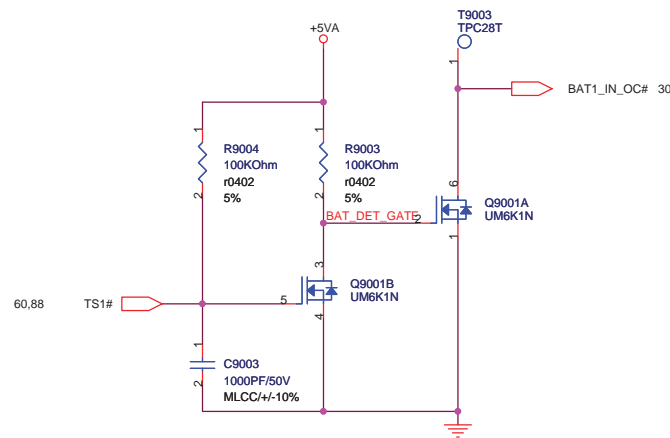 T9003
TPC28T
+5VA
1
BAT1_IN_OC# 30
1
1
R9004
100KOhm
r0402
5%
R9003
100KOhm
r0402
5%
2
2
6
Q9001A
UM6K1N
BAT_DET_GATE
2
1
3
Q9001B
UM6K1N
60,88
TS1#
5
4
1
C9003
1000PF/50V
MLCC/+/-10%
2